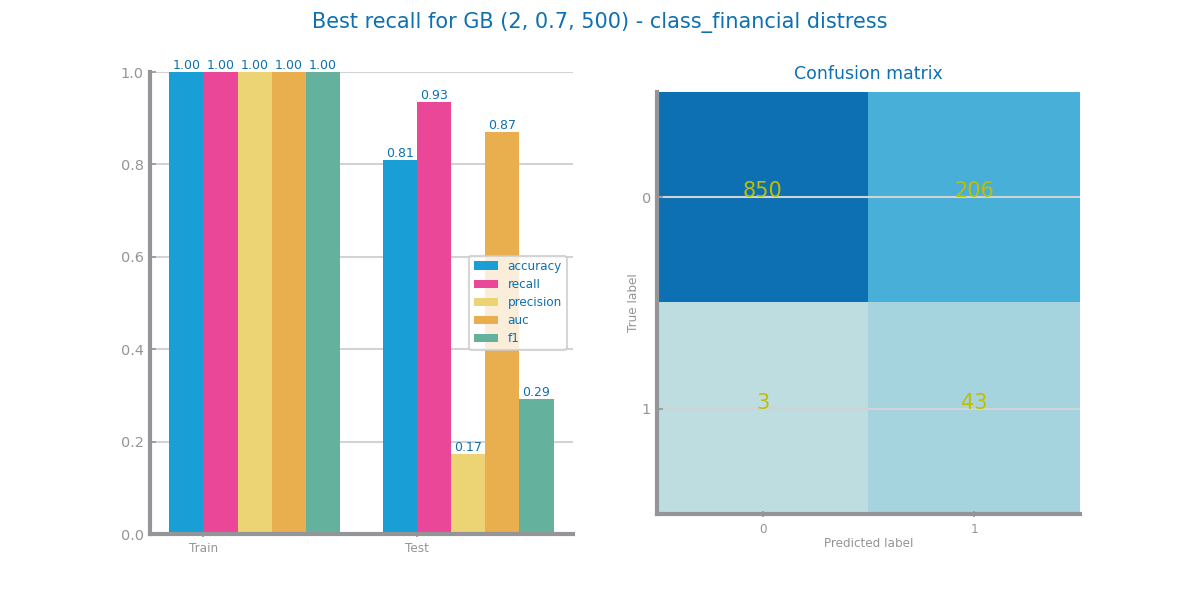 Best recall for GB (2, 0.7, 500) - class_financial distress
1.00 1.00 1.00 1.00 1.00
0.81
0.93
0.17
0.87
0.29
1.0
0.8
0.6
0.4
0.2
0.0
Train
Test
accuracy
recall
precision
auc
f1
Confusion matrix
850
206
3
43
0
1
True label
0
1
Predicted label